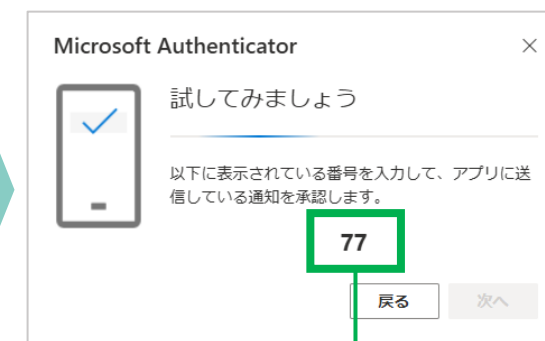 Microsoft Authenticator
試してみましょう
以下に表示されている番号を入力して、アプリに送
信している通知を承認します。
77
戻る
次へ